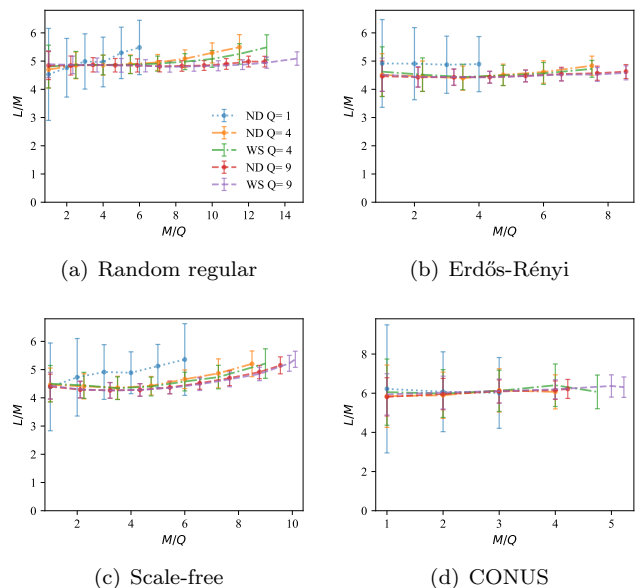 6
5
4
3
2
1
0
L/M
2 4 6 8 10 12 14
M/Q
ND Q= 1
ND Q= 4
WS Q= 4
ND Q= 9
WS Q= 9
(a) Random regular
6
5
4
3
2
1
0
L/M
2 4 6 8
M/Q
(b) Erdős-Rényi
6
5
4
3
2
1
0
L/M
2 4 6 8 10
M/Q
(c) Scale-free
8
6
4
2
0
L/M
1 2 3 4 5
M/Q
(d) CONUS